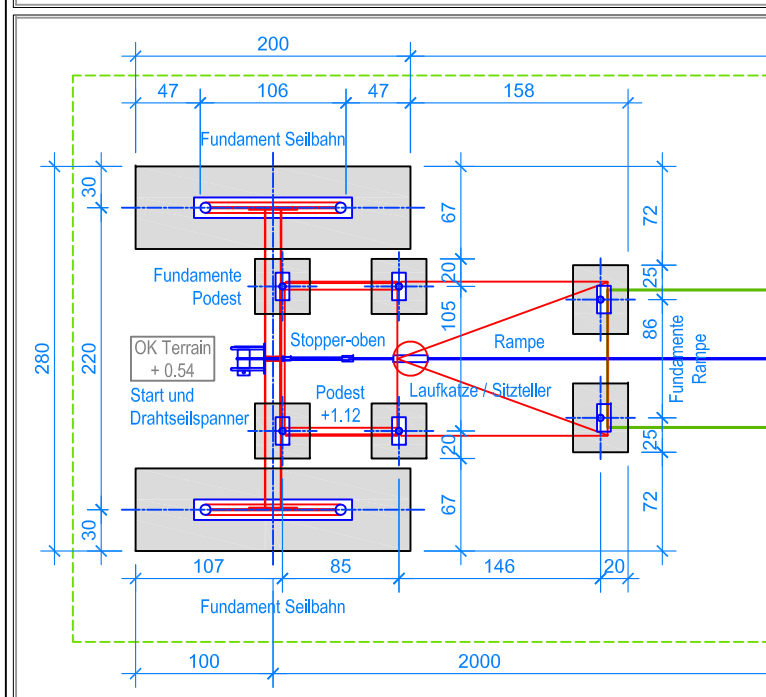 200
47
106
47
158
Fundament Seilbahn
30
67
72
Fundamente
Podest
20
25
105
Stopper-oben
Rampe
86
Fundamente
Rampe
OK Terrain
+ 0.54
280
220
Start und
Drahtseilspanner
Podest
+1.12
Laufkatze / Sitzteller
20
25
67
72
30
107
85
146
20
Fundament Seilbahn
100
2000